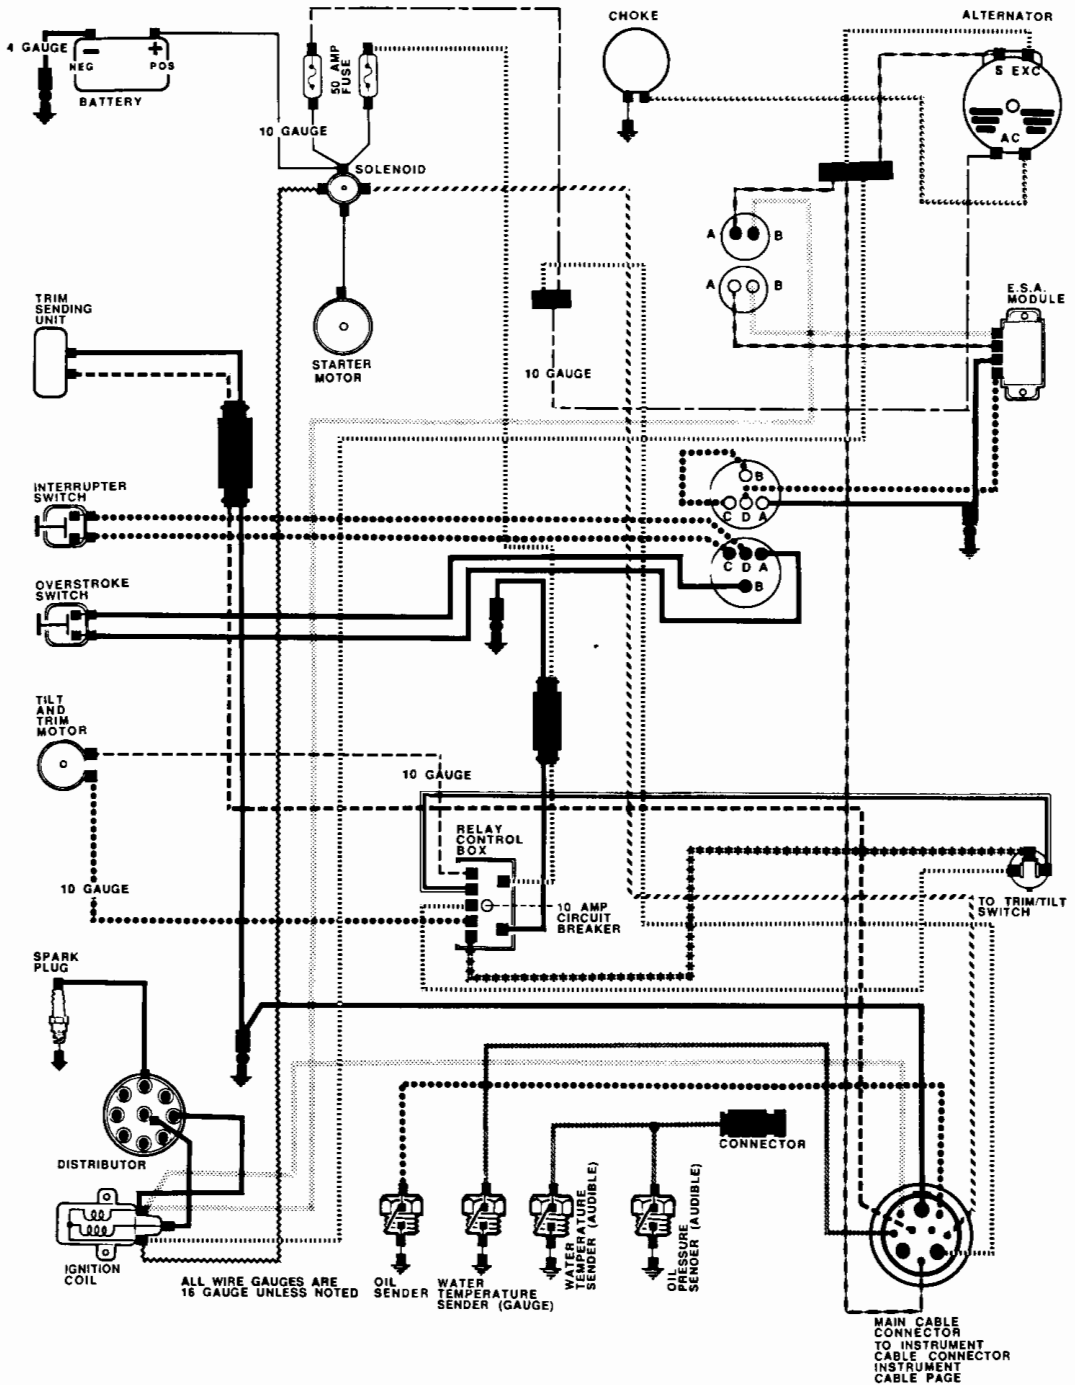 CHOKE
ALTERNATOR
4 GAUGE
−
+
NEG
POS
BATTERY
50 AMP
FUSE
10 GAUGE
SOLENOID
S EXC
AC
A
B
A
B
E.S.A.
MODULE
TRIM
SENDING
UNIT
STARTER
MOTOR
10 GAUGE
INTERRUPTER
SWITCH
B
C D A
C D A
B
OVERSTROKE
SWITCH
TILT
AND
TRIM
MOTOR
10 GAUGE
RELAY
CONTROL
BOX
10 GAUGE
10 AMP
CIRCUIT
BREAKER
TO TRIM/TILT
SWITCH
SPARK
PLUG
DISTRIBUTOR
CONNECTOR
IGNITION
COIL
ALL WIRE GAUGES ARE
16 GAUGE UNLESS NOTED
OIL
SENDER
WATER
TEMPERATURE
SENDER (GAUGE)
WATER
TEMPERATURE
SENDER (AUDIBLE)
OIL
PRESSURE
SENDER (AUDIBLE)
MAIN CABLE
CONNECTOR
TO INSTRUMENT
CABLE CONNECTOR
INSTRUMENT
CABLE PAGE